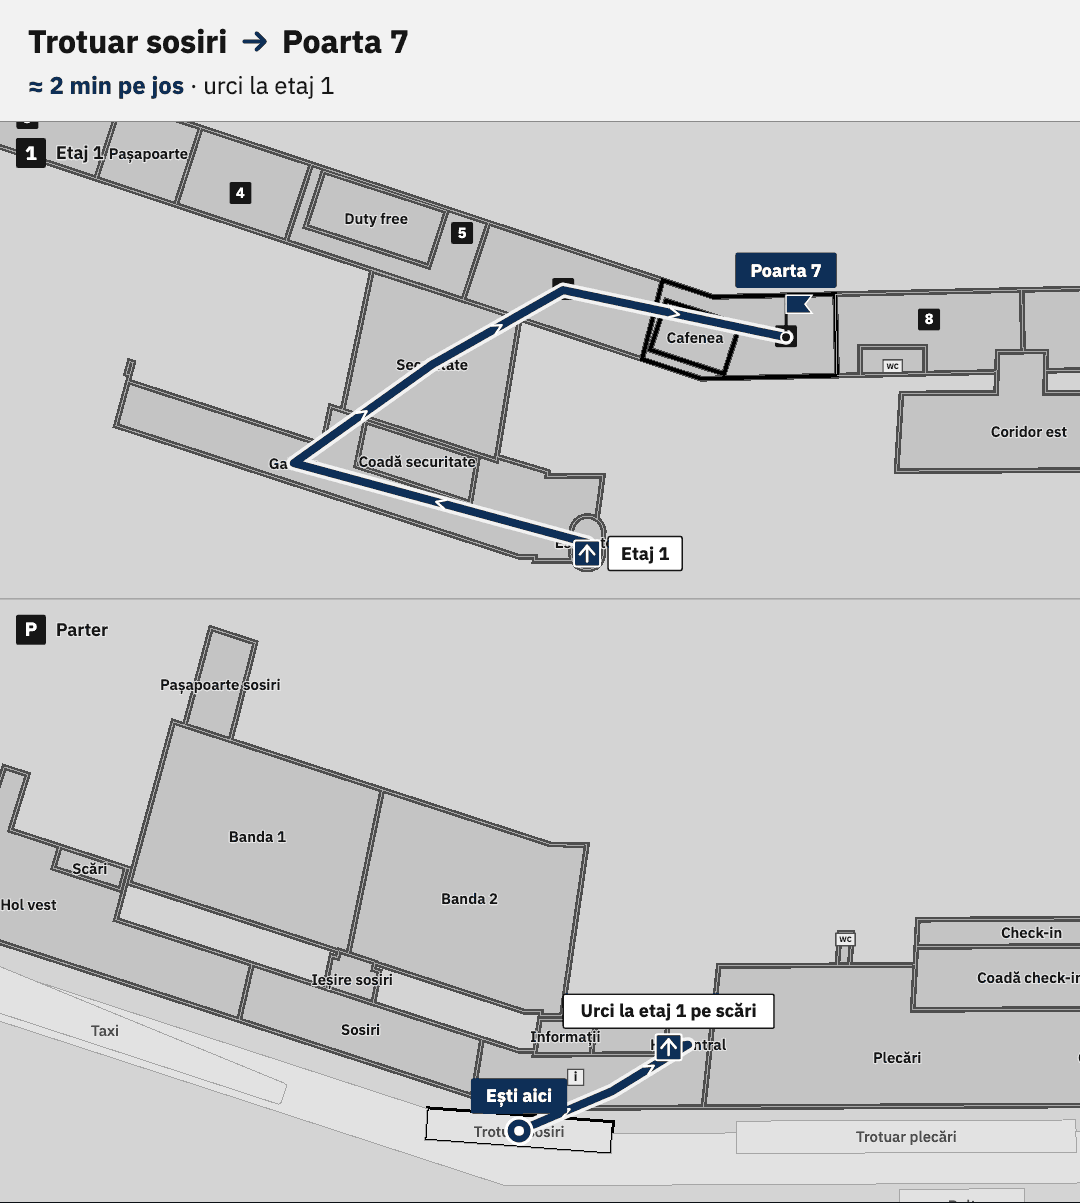 Trotuar sosiri → Poarta 7
≈ 2 min pe jos · urci la etaj 1
1 Etaj 1
Pașapoarte
4
Duty free
5
Poarta 7
Cafenea
8
wc
Coridor est
Coadă securitate
Etaj 1
P Parter
Pașapoarte sosiri
Banda 1
Banda 2
Scări
Hol vest
Ieșire sosiri
Sosiri
Taxi
Urci la etaj 1 pe scări
Informații
i
Ești aici
wc
Check-in
Coadă check-in
Plecări
Trotuar plecări